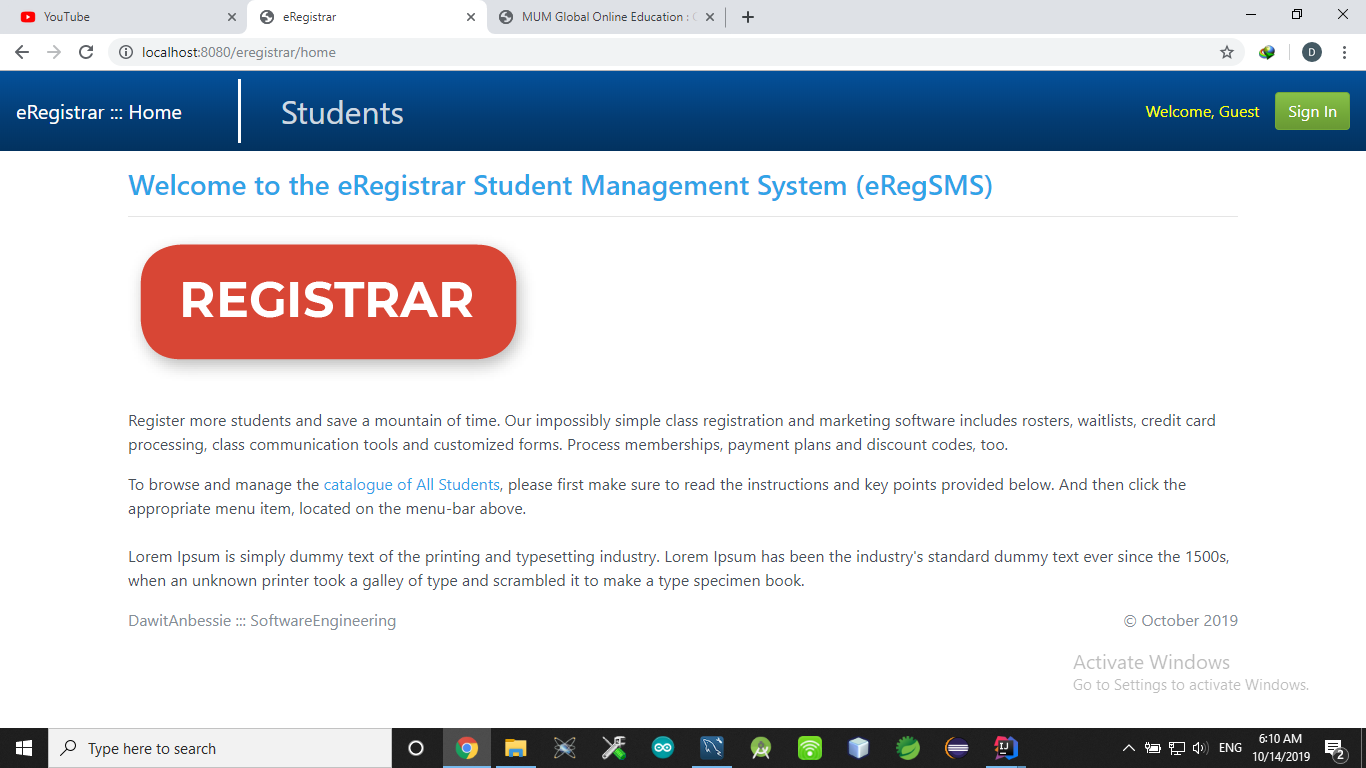 YouTube
eRegistrar
MUM Global Online Education :
localhost:8080/eregistrar/home
D
eRegistrar ::: Home
Students
Welcome, Guest
Sign In
Welcome to the eRegistrar Student Management System (eRegSMS)
REGISTRAR
Register more students and save a mountain of time. Our impossibly simple class registration and marketing software includes rosters, waitlists, credit card
processing, class communication tools and customized forms. Process memberships, payment plans and discount codes, too.
To browse and manage the catalogue of All Students, please first make sure to read the instructions and key points provided below. And then click the
appropriate menu item, located on the menu-bar above.
Lorem Ipsum is simply dummy text of the printing and typesetting industry. Lorem Ipsum has been the industry's standard dummy text ever since the 1500s,
when an unknown printer took a galley of type and scrambled it to make a type specimen book.
DawitAnbessie ::: SoftwareEngineering
© October 2019
Activate Windows
Go to Settings to activate Windows.
Type here to search
IJ
ENG
6:10 AM
10/14/2019
2